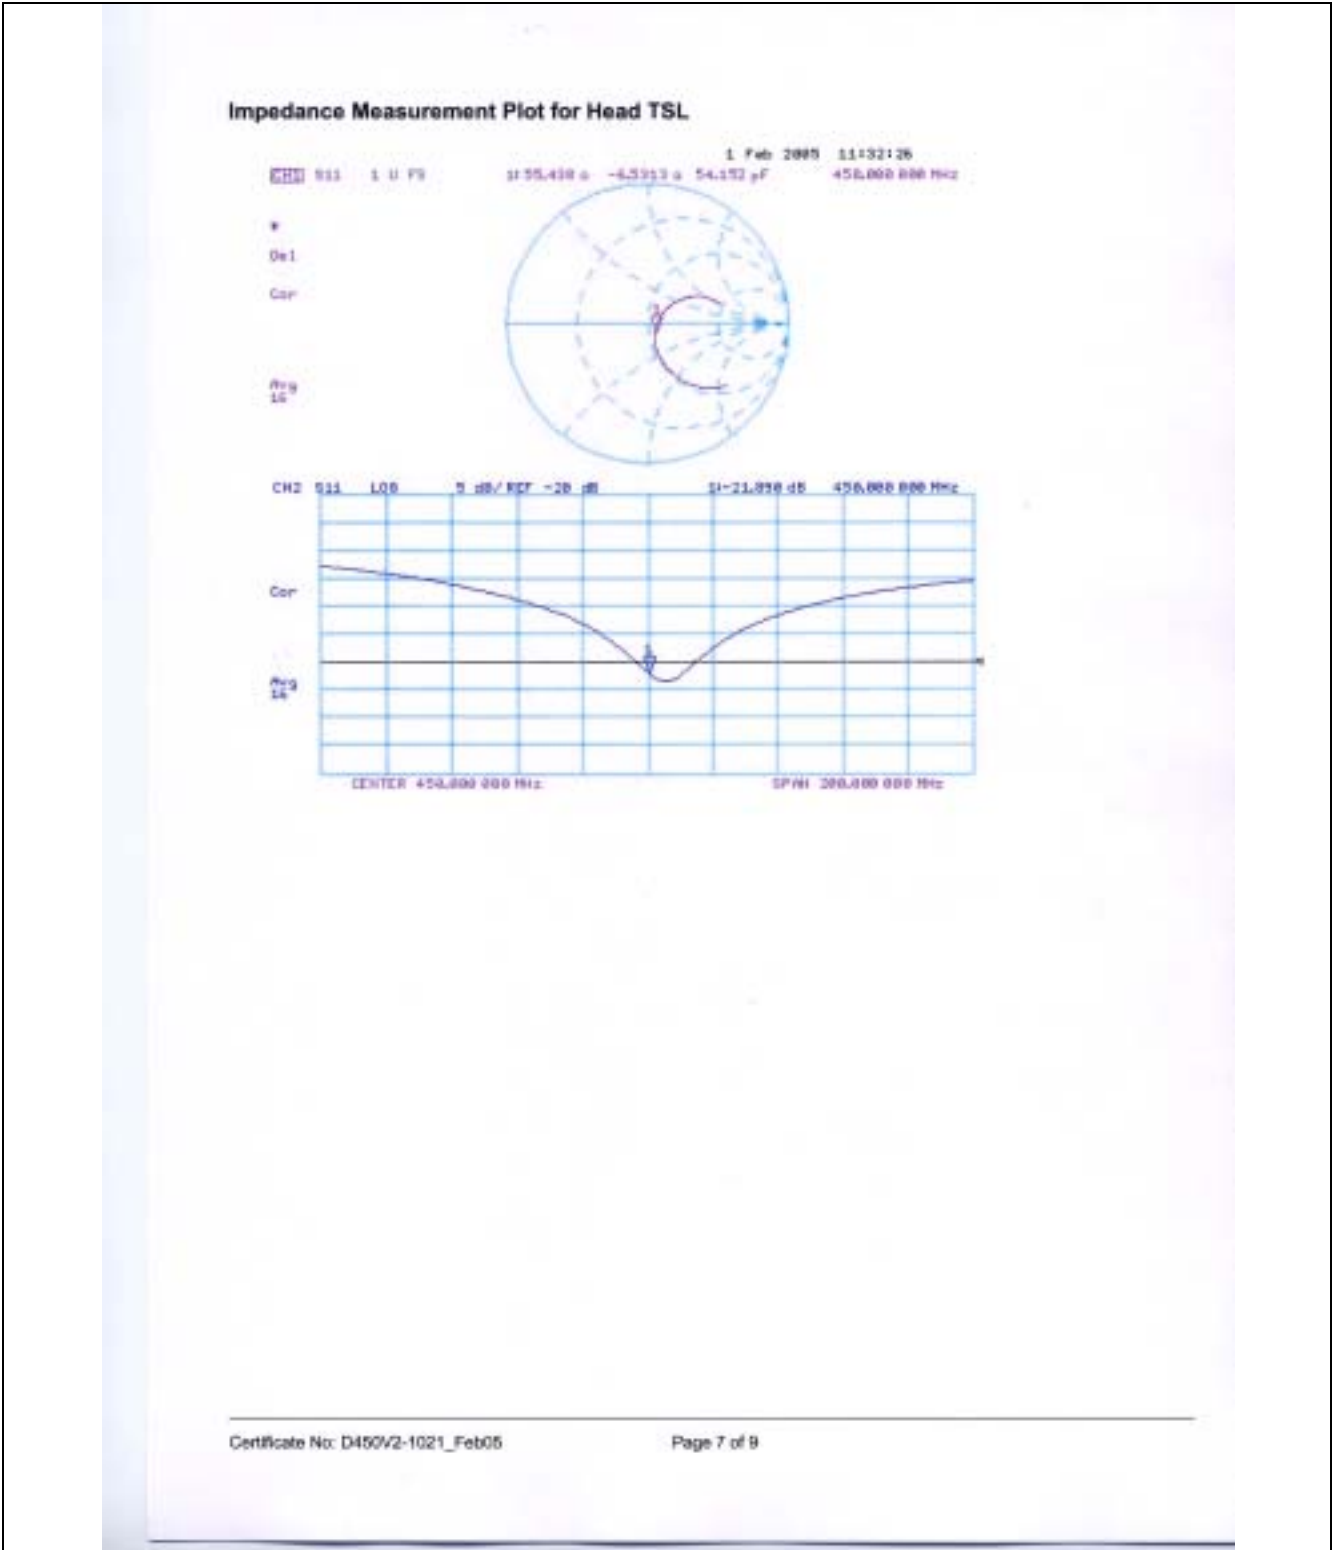 Impedance Measurement Plot for Head TSL
1 Feb 2005 11:32:26
CH1 S11 1 U FS 1: 55.430 Ω -6.5313 Ω 54.152 pF 450.000 000 MHz
*
Del
Cor
Avg
16
CH2 S11 LOG 5 dB/ REF -20 dB 1:-21.890 dB 450.000 000 MHz
Cor
Avg
16
CENTER 450.000 000 MHz SPAN 200.000 000 MHz
Certificate No: D450V2-1021_Feb05 Page 7 of 9